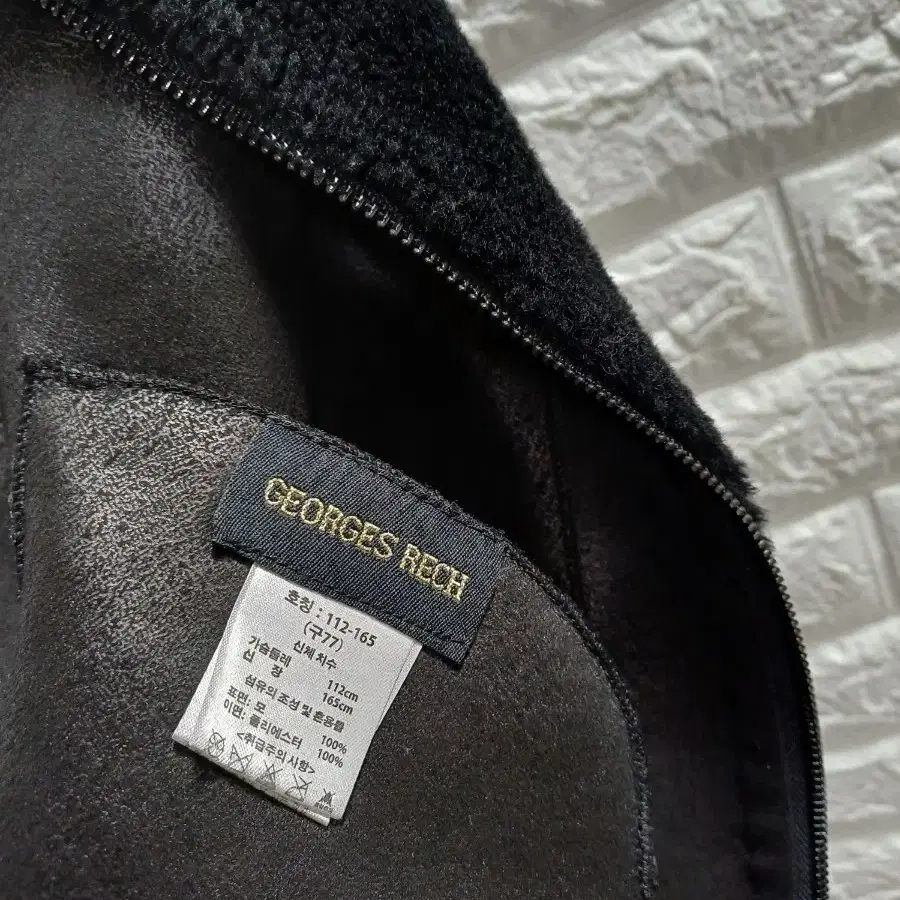 GEORGES RECH
호칭 : 112-165
(구77)
신체 치수
가슴둘레 112cm
신 장 165cm
섬유의 조성 및 혼용률
표면: 모 100%
이면: 폴리에스터 100%
<취급주의 사항>